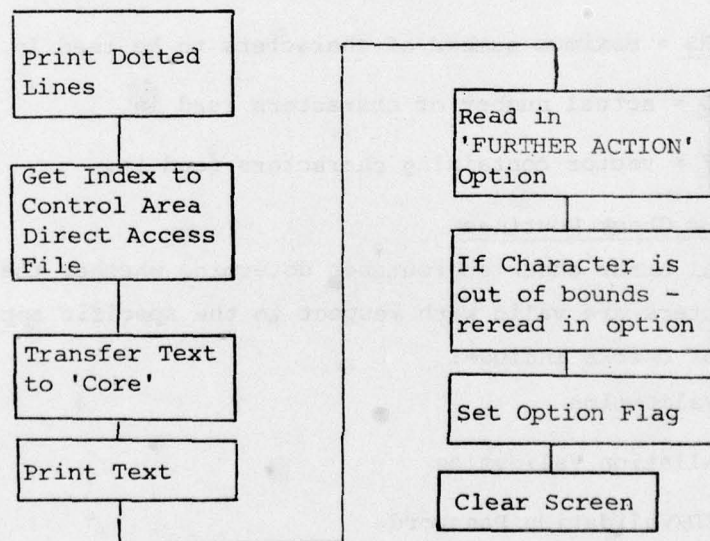 Print Dotted
Lines
Get Index to
Control Area
Direct Access
File
Transfer Text
to 'Core'
Print Text
Read in
'FURTHER ACTION'
Option
If Character is
out of bounds –
reread in option
Set Option Flag
Clear Screen